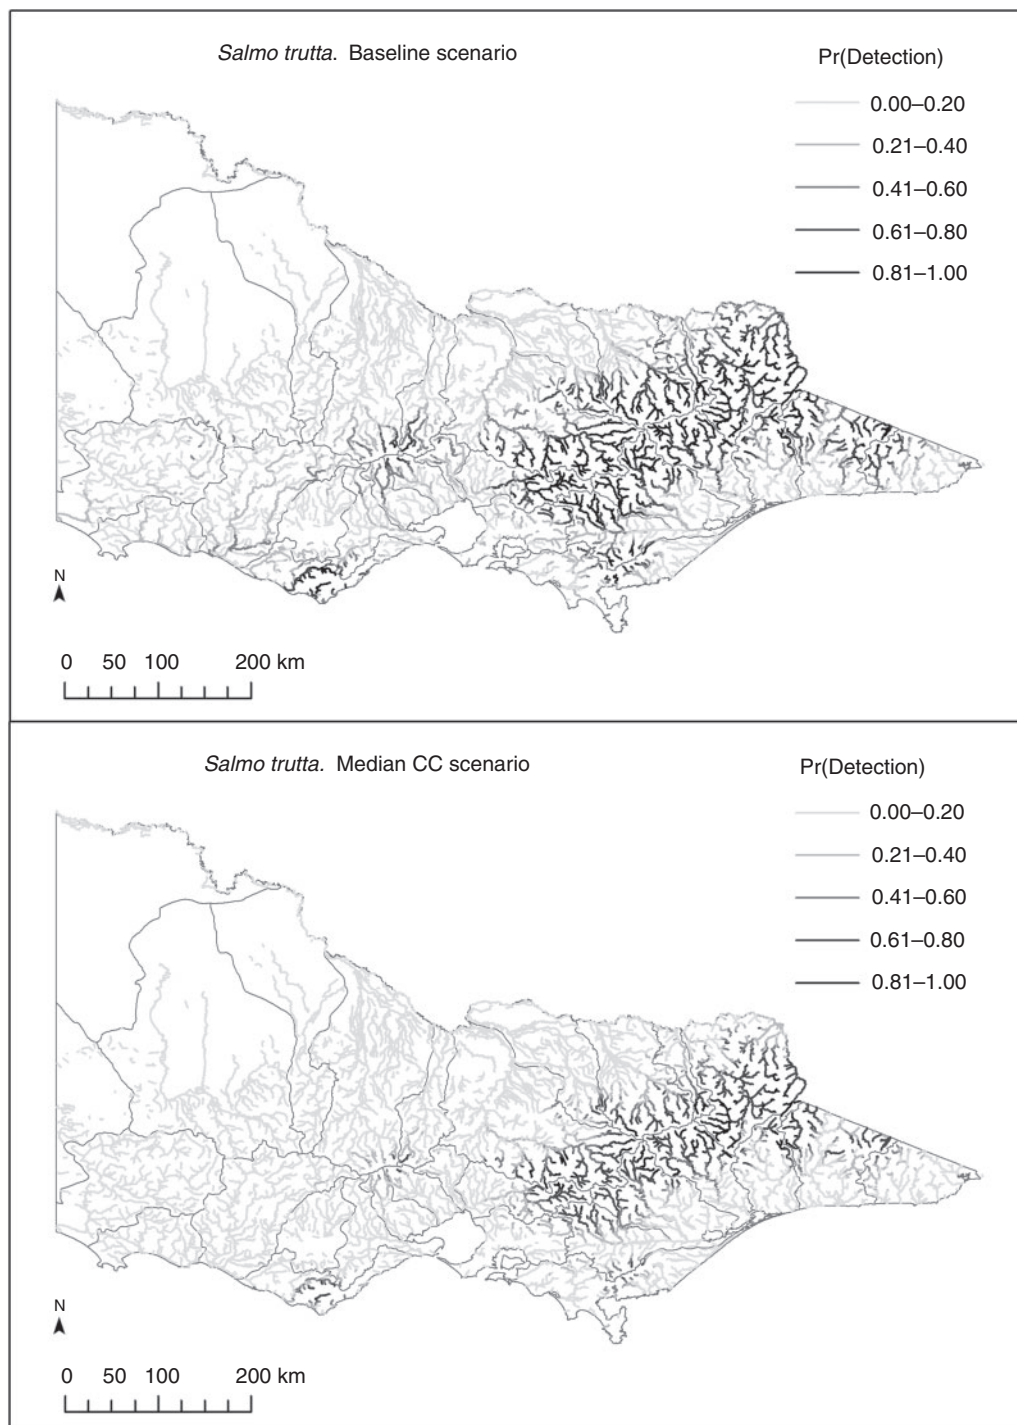 Salmo trutta. Baseline scenario
Pr(Detection)
0.00–0.20
0.21–0.40
0.41–0.60
0.61–0.80
0.81–1.00
N
0 50 100 200 km
Salmo trutta. Median CC scenario
Pr(Detection)
0.00–0.20
0.21–0.40
0.41–0.60
0.61–0.80
0.81–1.00
N
0 50 100 200 km